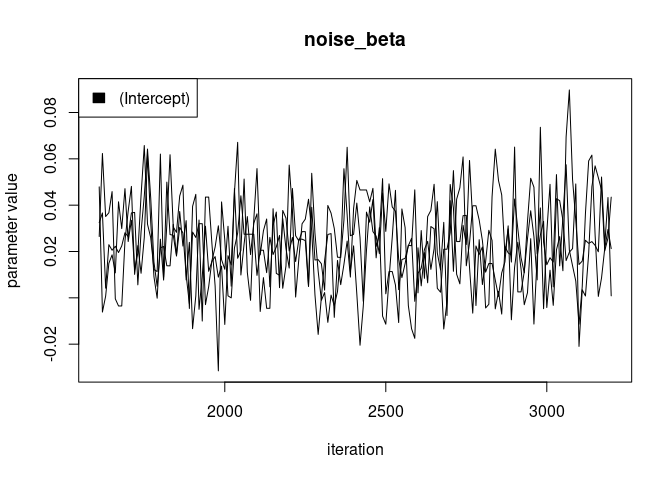 noise_beta
(Intercept)
parameter value
0.08
0.06
0.04
0.02
-0.02
2000 2500 3000
iteration